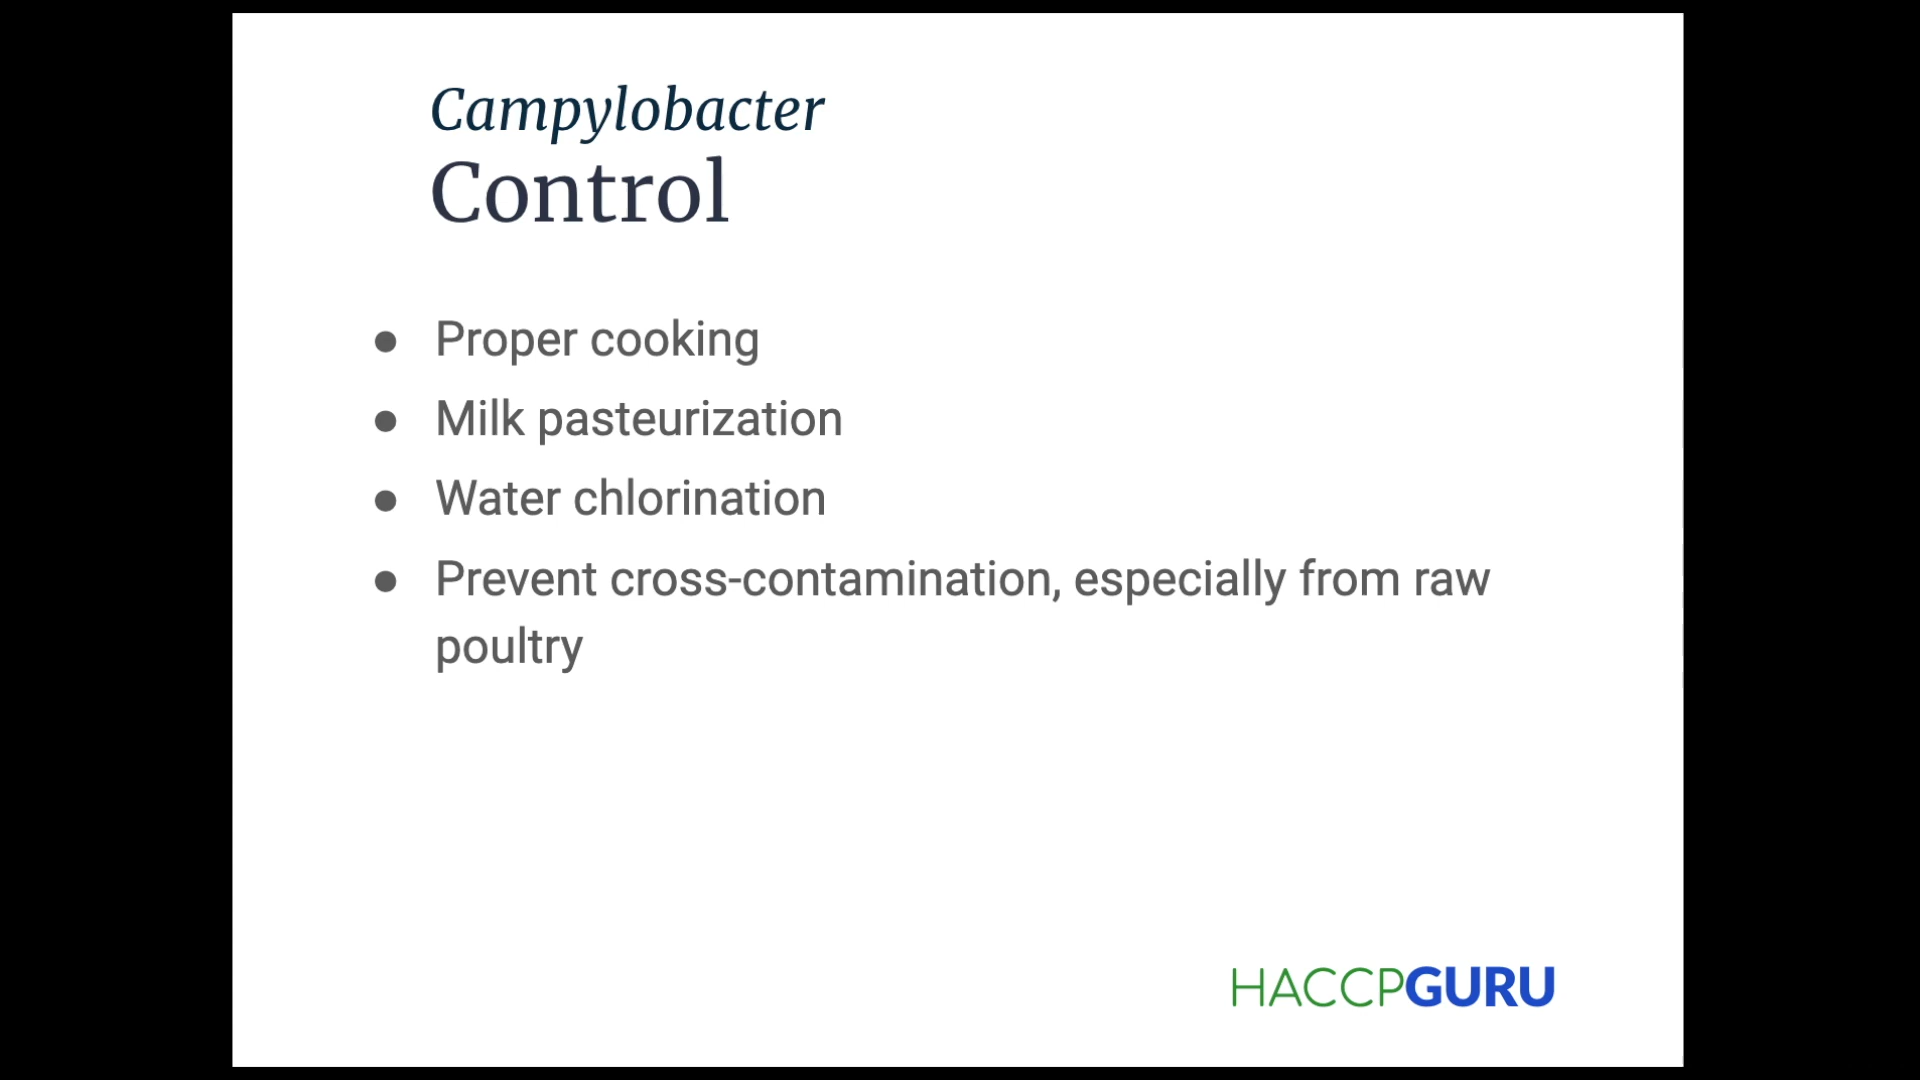 Campylobacter
Control
● Proper cooking
● Milk pasteurization
● Water chlorination
● Prevent cross-contamination, especially from raw
poultry
HACCPGURU